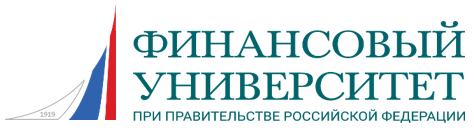 ФИНАНСОВЫЙ
УНИВЕРСИТЕТ
ПРИ ПРАВИТЕЛЬСТВЕ РОССИЙСКОЙ ФЕДЕРАЦИИ
1919